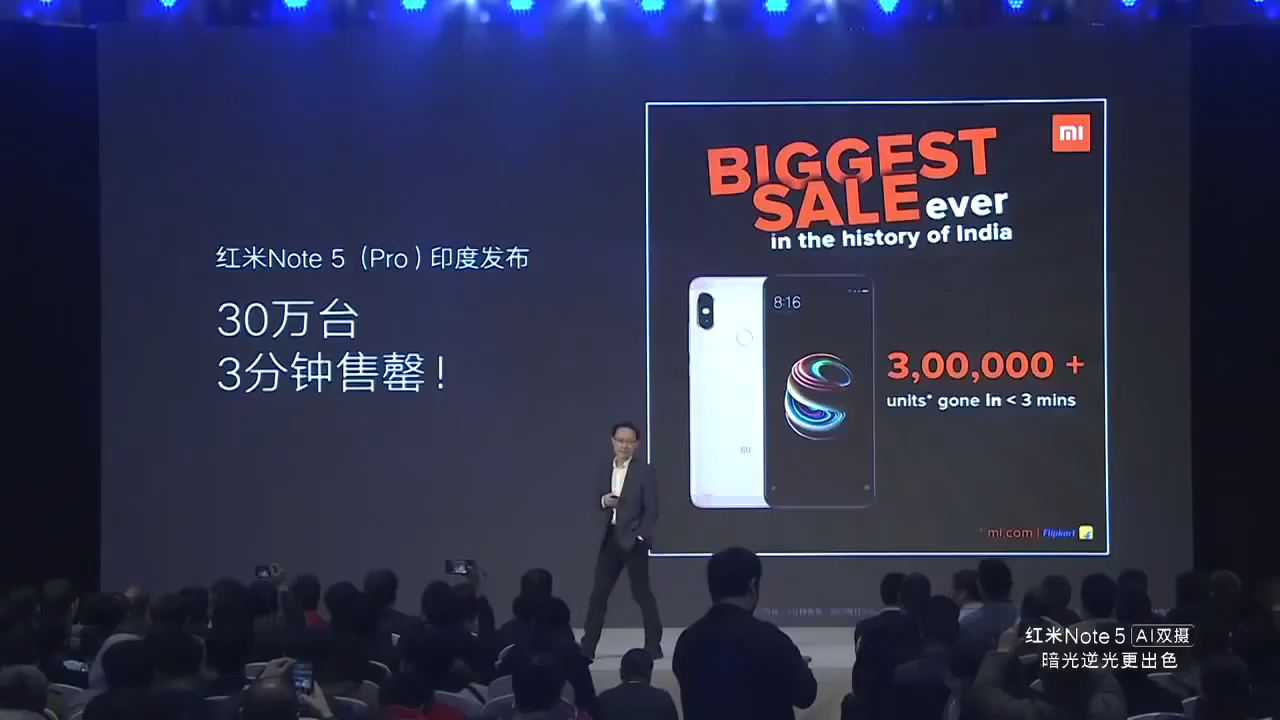 红米Note 5（Pro）印度发布
30万台
3分钟售罄！
mi
BIGGEST
SALE ever
in the history of India
8:16
3,00,000 +
units* gone in < 3 mins
mi
* mi.com | Flipkart
红米Note 5 AI双摄
暗光逆光更出色